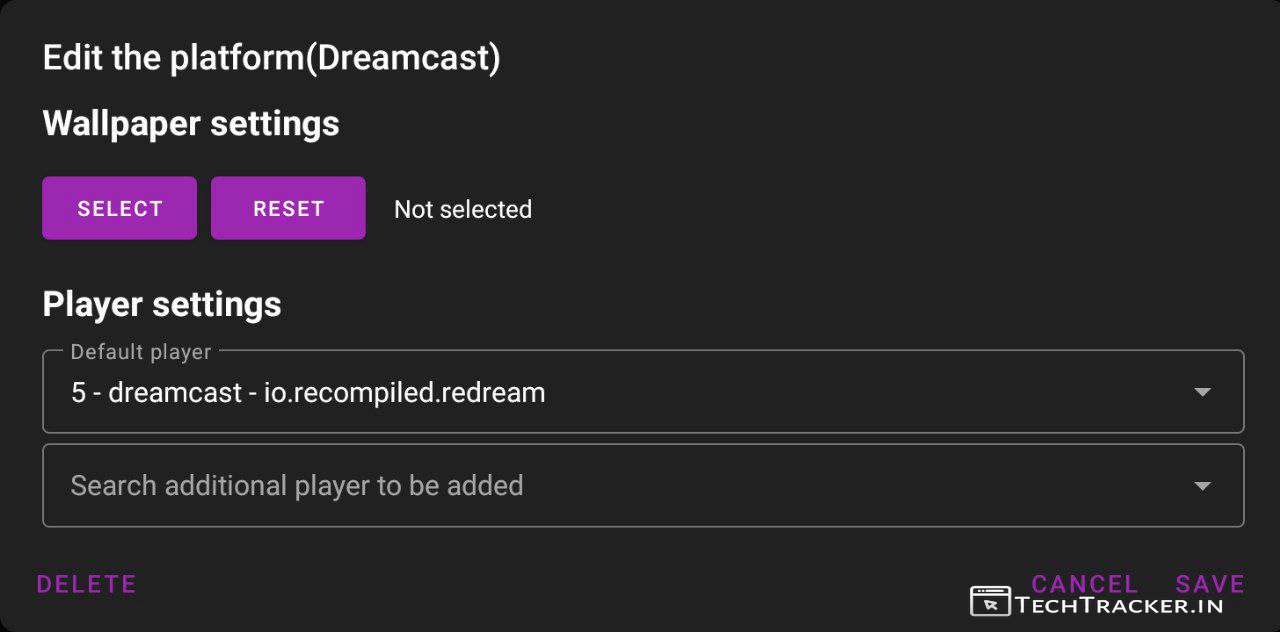 Edit the platform(Dreamcast)
Wallpaper settings
SELECT RESET Not selected
Player settings
Default player
5 - dreamcast - io.recompiled.redream
Search additional player to be added
DELETE CANCEL SAVE
TECHTRACKER.IN